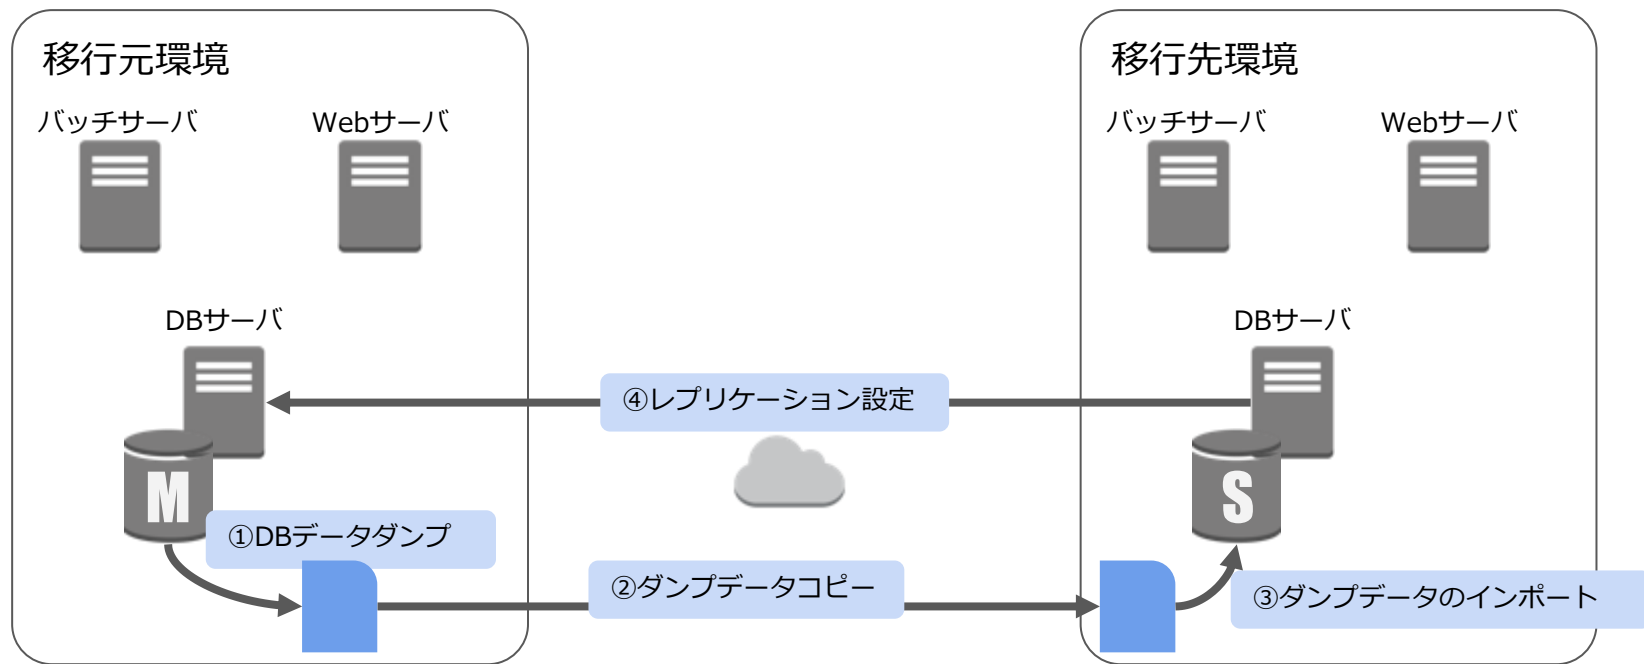 移行元環境
バッチサーバ
Webサーバ
DBサーバ
M
①DBデータダンプ
④レプリケーション設定
②ダンプデータコピー
移行先環境
バッチサーバ
Webサーバ
DBサーバ
S
③ダンプデータのインポート